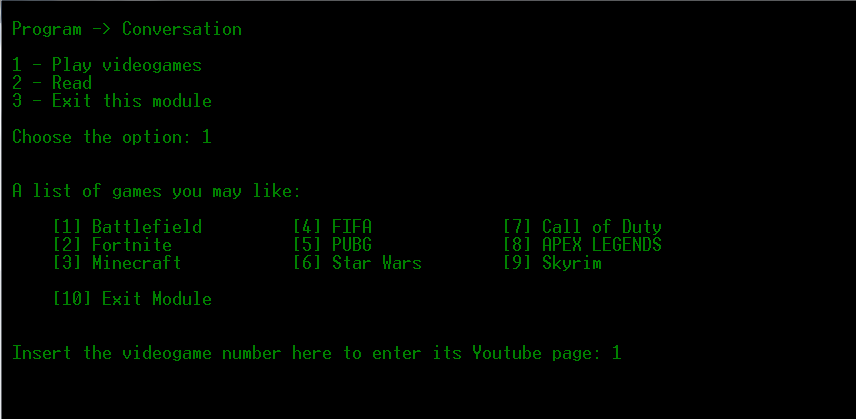 Program -> Conversation
1 - Play videogames
2 - Read
3 - Exit this module
Choose the option: 1
A list of games you may like:
[1] Battlefield [4] FIFA [7] Call of Duty
[2] Fortnite [5] PUBG [8] APEX LEGENDS
[3] Minecraft [6] Star Wars [9] Skyrim
[10] Exit Module
Insert the videogame number here to enter its Youtube page: 1